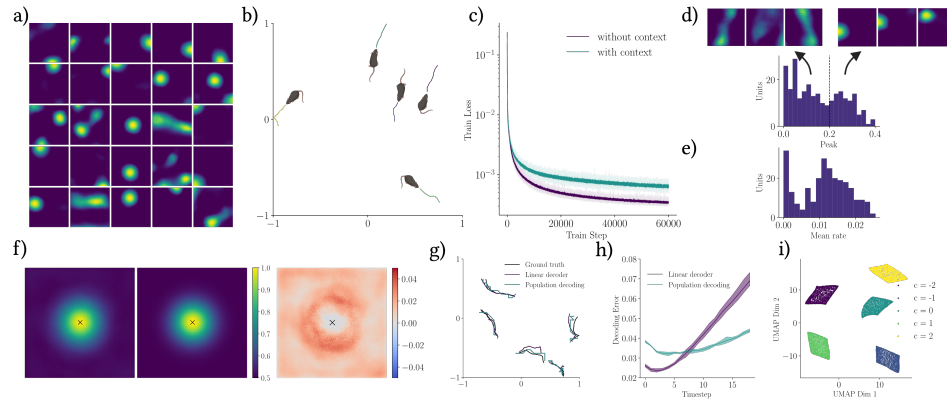 a)
b)
1
0
−1
−1
0
1
c)
without context
with context
10−1
10−2
10−3
Train Loss
0
20000
40000
60000
Train Step
d)
Units
20
0
0.0
0.2
0.4
Peak
e)
Units
20
0
0.00
0.01
0.02
Mean rate
f)
1.0
0.9
0.8
0.7
0.6
0.5
0.04
0.02
0.00
−0.02
−0.04
g)
Ground truth
Linear decoder
Population decoding
1
0
−1
−1
0
1
h)
Linear decoder
Population decoding
Decoding Error
0.08
0.07
0.06
0.05
0.04
0.03
0.02
0
5
10
15
Timestep
i)
UMAP Dim 2
10
0
−10
0
10
UMAP Dim 1
c = -2
c = -1
c = 0
c = 1
c = 2